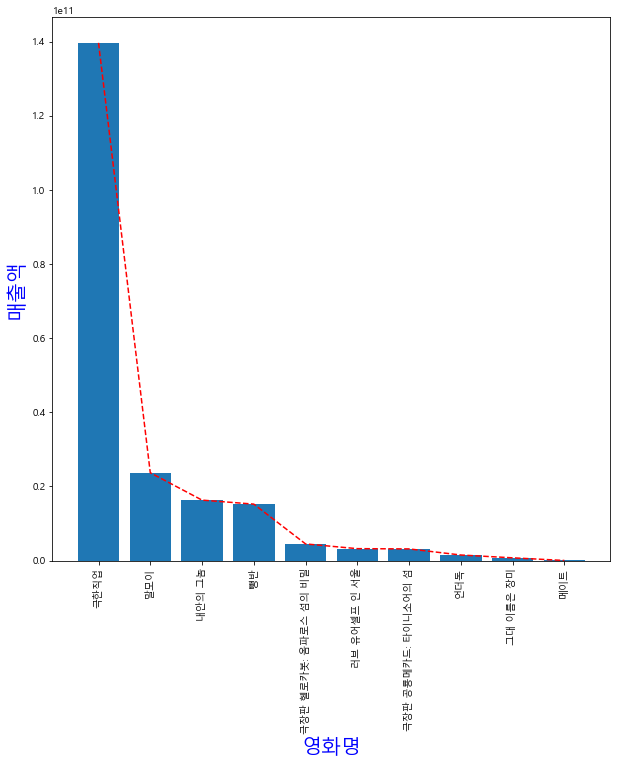 1e11
1.4
1.2
1.0
0.8
0.6
0.4
0.2
0.0
매출액
극한직업
말모이
내안의 그놈
뺑반
극장판 헬로카봇: 옴파로스 섬의 비밀
러브 유어셀프 인 서울
극장판 공룡메카드: 타이니소어의 섬
언더독
그대 이름은 장미
메이트
영화명